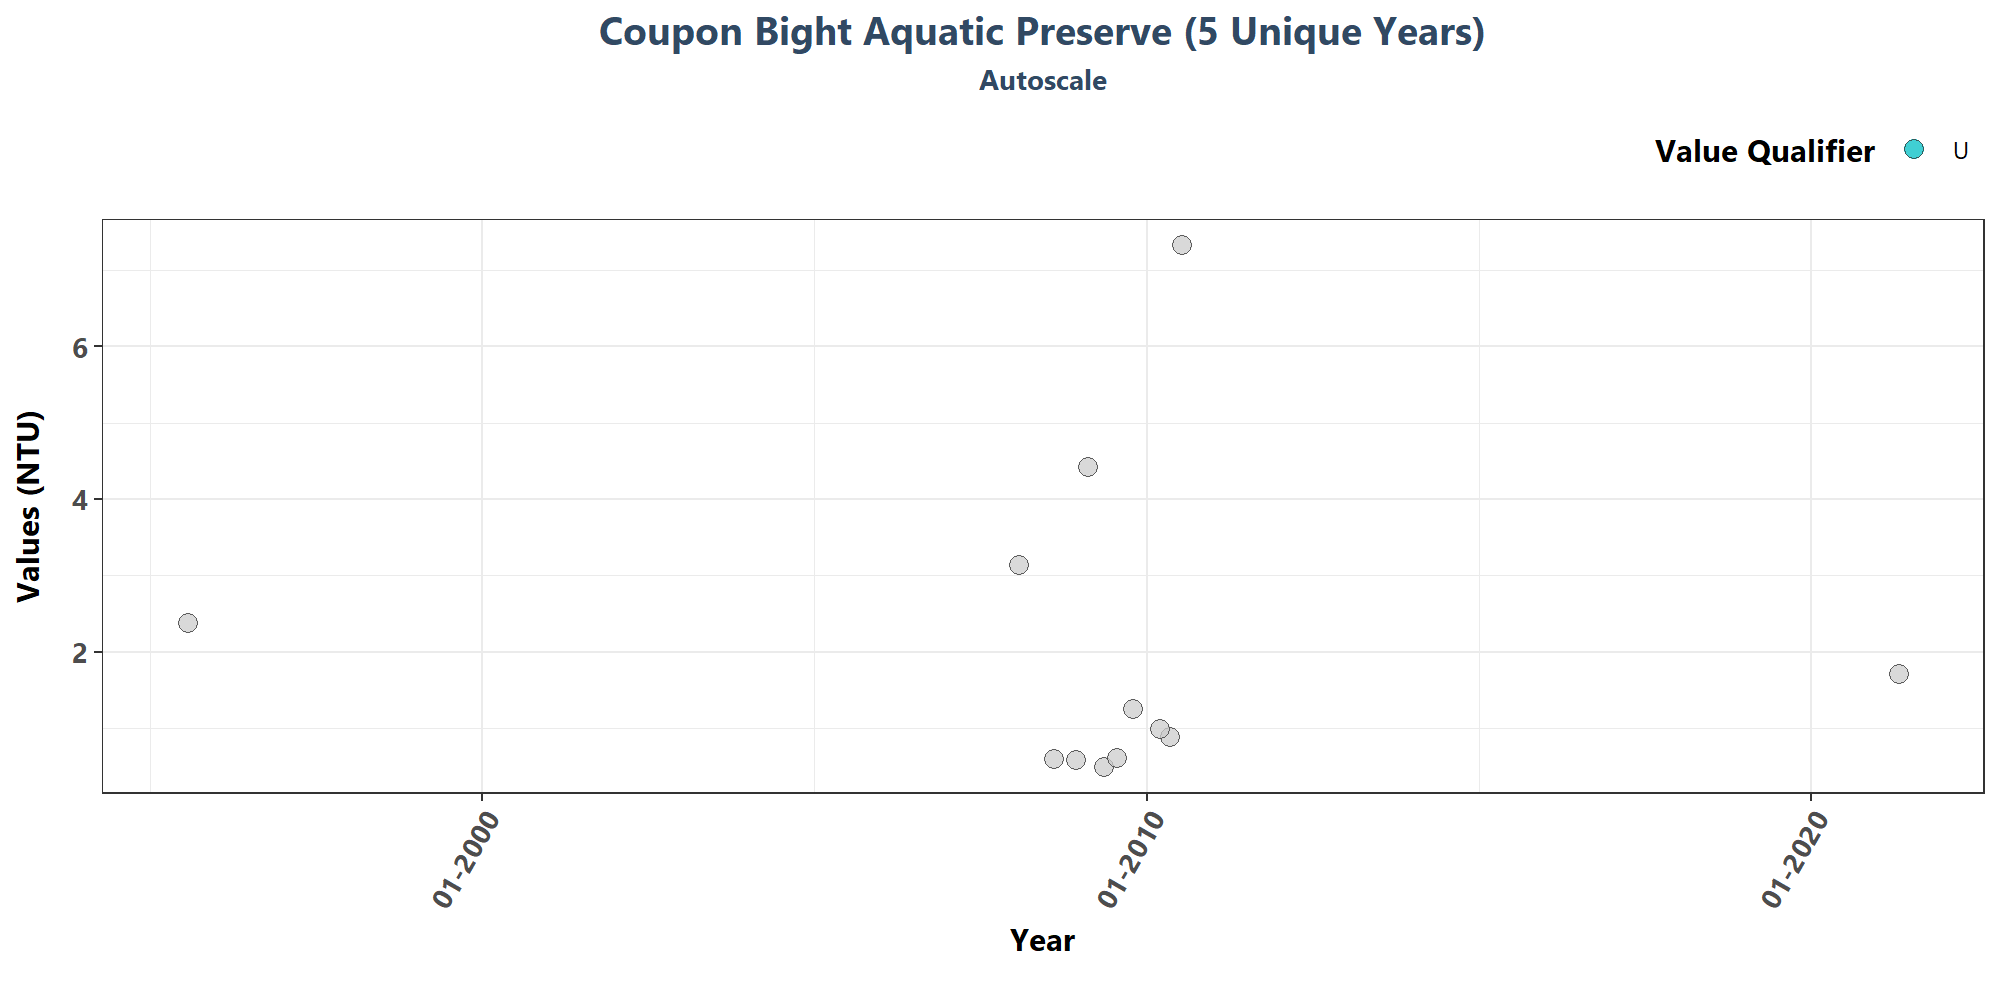 Coupon Bight Aquatic Preserve (5 Unique Years)
Autoscale
Value Qualifier U
Values (NTU)
6
4
2
01-2000 01-2010 01-2020
Year